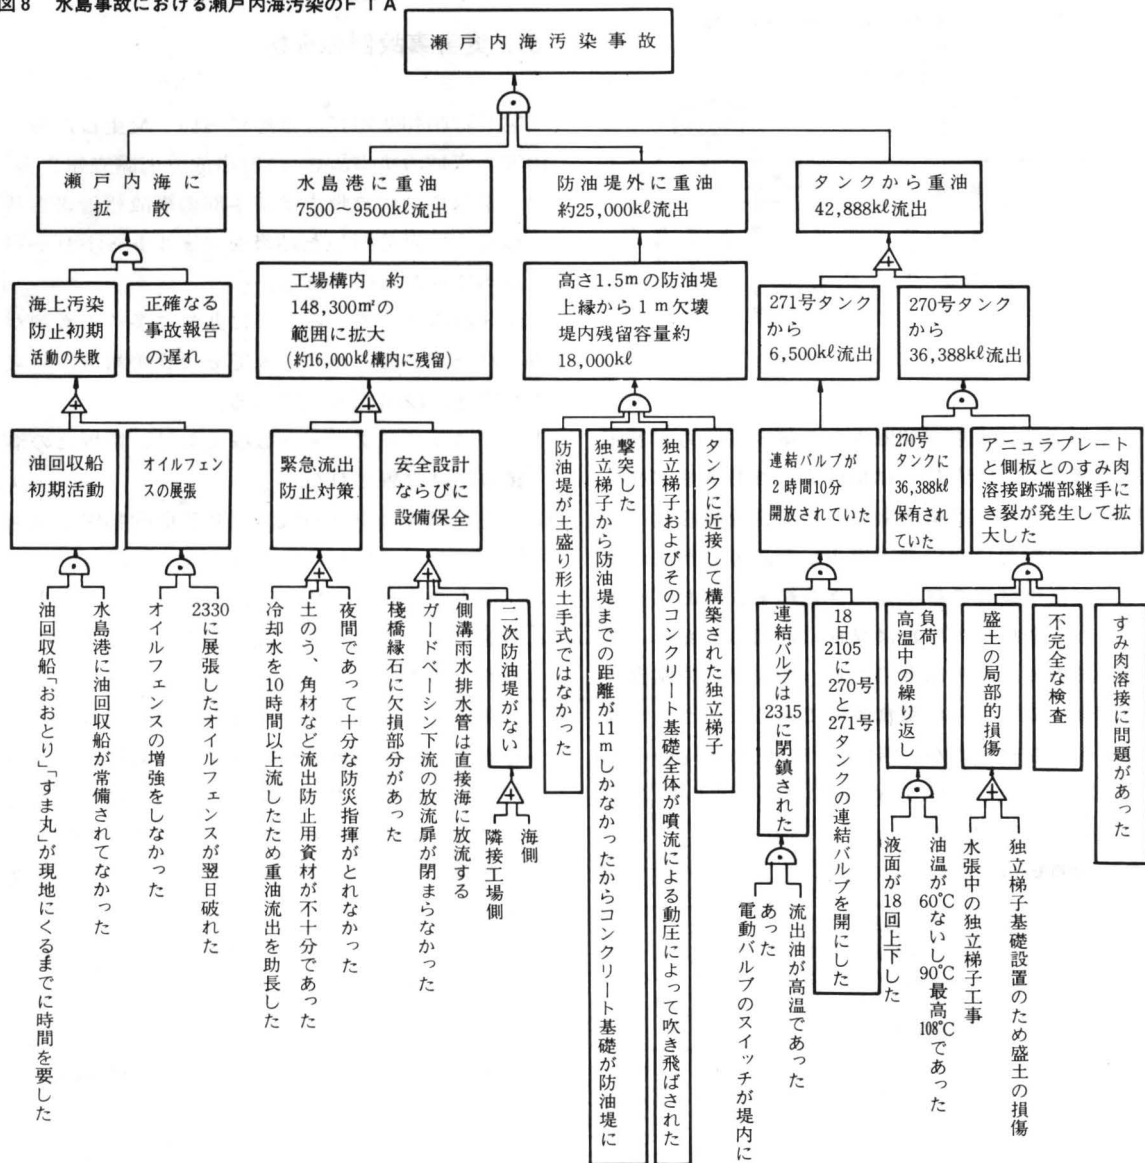 図8 水島事故における瀬戸内海汚染のFTA
瀬戸内海汚染事故
瀬戸内海に
拡散
水島港に重油
7500～9500kℓ流出
防油堤外に重油
約25,000kℓ流出
タンクから重油
42,888kℓ流出
海上汚染
防止初期
活動の失敗
正確なる
事故報告
の遅れ
工場構内 約
148,300㎡の
範囲に拡大
(約16,000kℓ構内に残留)
高さ1.5mの防油堤
上縁から1m欠壊
堤内残留容量約
18,000kℓ
271号タンク
から
6,500kℓ流出
270号タンク
から
36,388kℓ流出
油回収船
初期活動
オイルフェン
スの展張
緊急流出
防止対策
安全設計
ならびに
設備保全
防油堤が土盛り形土手式ではなかった
独立梯子から防油堤までの距離が11mしかなかったからコンクリート基礎が防油堤に
撃突した
独立梯子およびそのコンクリート基礎全体が噴流による動圧によって吹き飛ばされた
タンクに近接して構築された独立梯子
連結バルブが
2時間10分
開放されていた
270号
タンクに
36,388kℓ
保有され
ていた
アニュラプレート
と側板とのすみ肉
溶接跡端部継手に
き裂が発生して拡
大した
油回収船「おおとり」「すま丸」が現地にくるまでに時間を要した
水島港に油回収船が常備されてなかった
オイルフェンスの増強をしなかった
2330に展張したオイルフェンスが翌日破れた
冷却水を10時間以上流したため重油流出を助長した
土のう、角材など流出防止用資材が不十分であった
夜間であって十分な防災指揮がとれなかった
棧橋縁石に欠損部分があった
ガードベーシン下流の放流扉が閉まらなかった
側溝雨水排水管は直接海に放流する
二次防油堤がない
隣接工場側
海側
連結バルブは2315に閉鎖された
18日2105に270号と271号タンクの連結バルブを開にした
電動バルブのスイッチが堤内に
あった
流出油が高温であった
高温中の繰り返し
負荷
盛土の局部的損傷
不完全な検査
すみ肉溶接に問題があった
液面が18回上下した
油温が60℃ないし90℃最高108℃であった
水張中の独立梯子工事
独立梯子基礎設置のため盛土の損傷